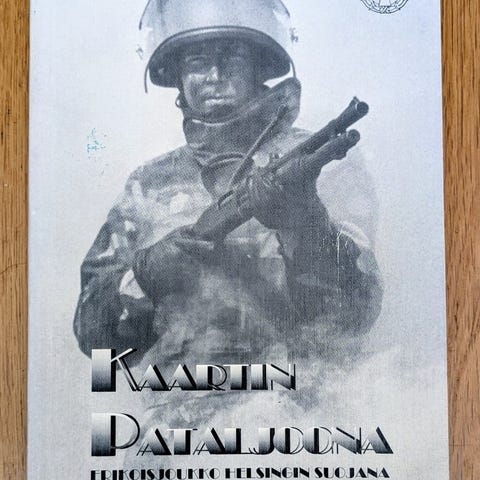 KAARTIN
PATALJOONA
ERIKOISJOUKKO HELSINGIN SUOJANA